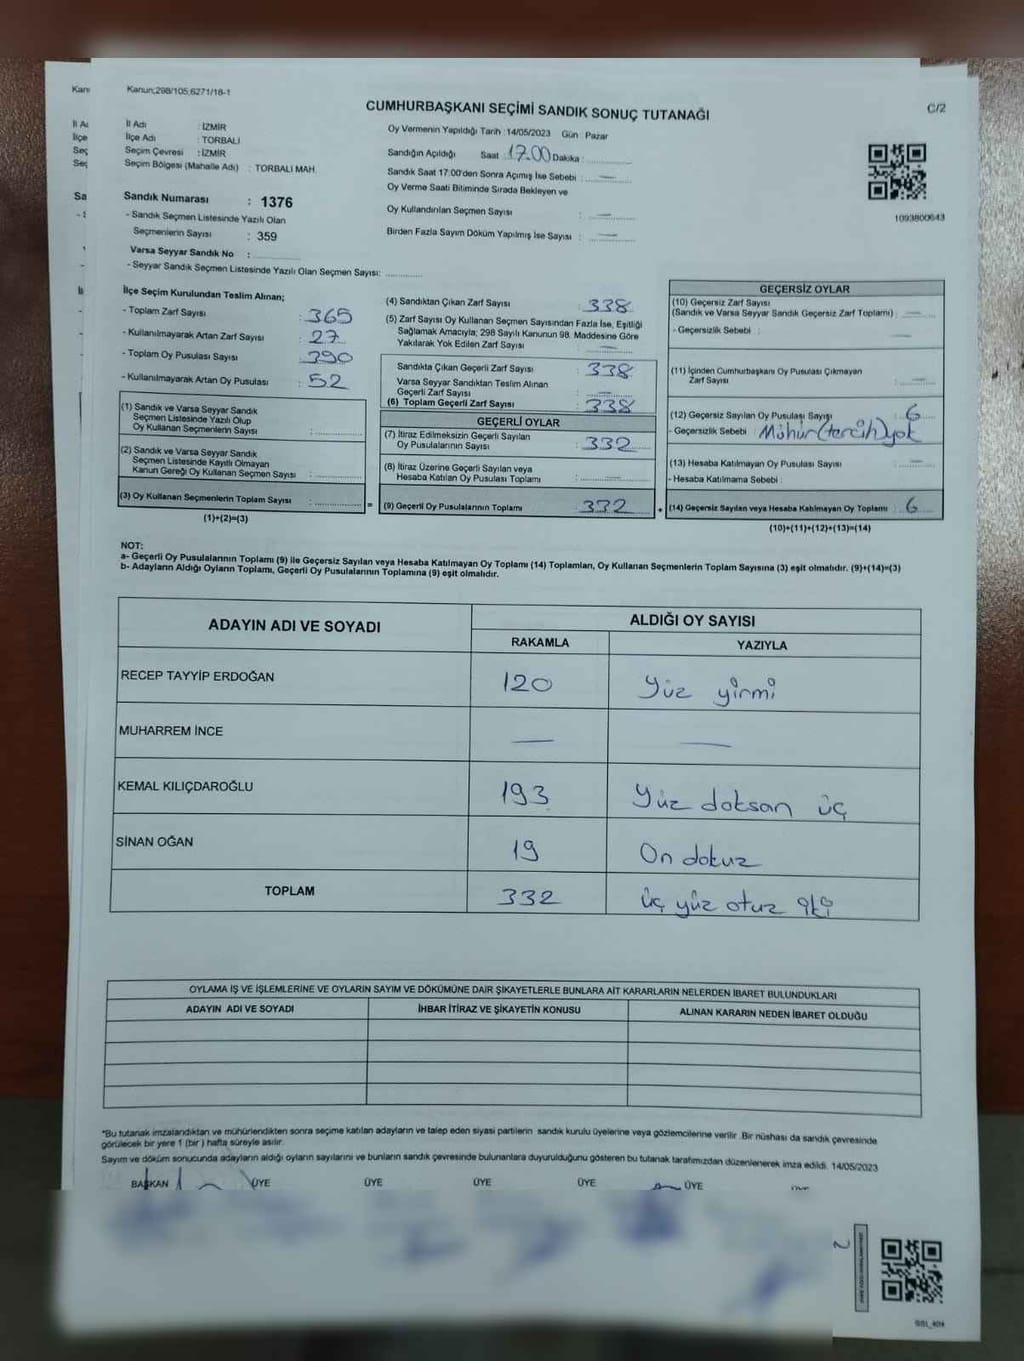 Kanun;298/105,6271/18-1
CUMHURBAŞKANI SEÇİMİ SANDIK SONUÇ TUTANAĞI
C/2
İl Adı : İZMİR
İlçe Adı : TORBALI
Seçim Çevresi : İZMİR
Seçim Bölgesi (Mahalle Adı) : TORBALI MAH.
Sandık Numarası : 1376
- Sandık Seçmen Listesinde Yazılı Olan
Seçmenlerin Sayısı : 359
Varsa Seyyar Sandık No :
- Seyyar Sandık Seçmen Listesinde Yazılı Olan Seçmen Sayısı:
Oy Vermenin Yapıldığı Tarih :14/05/2023 Gün : Pazar
Sandığın Açıldığı Saat :17.00 Dakika :
Sandık Saat 17:00'den Sonra Açımış İse Sebebi : —
Oy Verme Saati Bitiminde Sırada Bekleyen ve
Oy Kullandırılan Seçmen Sayısı : —
Birden Fazla Sayım Döküm Yapılmış İse Sayısı : —
1093800643
İlçe Seçim Kurulundan Teslim Alınan;
- Toplam Zarf Sayısı : 365
- Kullanılmayarak Artan Zarf Sayısı : 27
- Toplam Oy Pusulası Sayısı : 390
- Kullanılmayarak Artan Oy Pusulası : 52
(1) Sandık ve Varsa Seyyar Sandık
Seçmen Listesinde Yazılı Olup
Oy Kullanan Seçmenlerin Sayısı :
(2) Sandık ve Varsa Seyyar Sandık
Seçmen Listesinde Kayıtlı Olmayan
Kanun Gereği Oy Kullanan Seçmen Sayısı :
(3) Oy Kullanan Seçmenlerin Toplam Sayısı : =
(1)+(2)=(3)
(4) Sandıktan Çıkan Zarf Sayısı : 338
(5) Zarf Sayısı Oy Kullanan Seçmen Sayısından Fazla İse, Eşitliği
Sağlamak Amacıyla; 298 Sayılı Kanunun 98. Maddesine Göre
Yakılarak Yok Edilen Zarf Sayısı : —
Sandıkta Çıkan Geçerli Zarf Sayısı : 338
Varsa Seyyar Sandıktan Teslim Alınan
Geçerli Zarf Sayısı : —
(6) Toplam Geçerli Zarf Sayısı : 338
GEÇERLİ OYLAR
(7) İtiraz Edilmeksizin Geçerli Sayılan
Oy Pusulalarının Sayısı : 332
(8) İtiraz Üzerine Geçerli Sayılan veya
Hesaba Katılan Oy Pusulası Toplamı : —
(9) Geçerli Oy Pusulalarının Toplamı : 332 +
GEÇERSİZ OYLAR
(10) Geçersiz Zarf Sayısı
(Sandık ve Varsa Seyyar Sandık Geçersiz Zarf Toplamı) : —
- Geçersizlik Sebebi : —
(11) İçinden Cumhurbaşkanı Oy Pusulası Çıkmayan
Zarf Sayısı : —
(12) Geçersiz Sayılan Oy Pusulası Sayısı : 6
- Geçersizlik Sebebi : Mühür(tercih)yok
(13) Hesaba Katılmayan Oy Pusulası Sayısı : —
- Hesaba Katılmama Sebebi :
(14) Geçersiz Sayılan veya Hesaba Katılmayan Oy Toplamı : 6
(10)+(11)+(12)+(13)=(14)
NOT:
a- Geçerli Oy Pusulalarının Toplamı (9) ile Geçersiz Sayılan veya Hesaba Katılmayan Oy Toplamı (14) Toplamları, Oy Kullanan Seçmenlerin Toplam Sayısına (3) eşit olmalıdır. (9)+(14)=(3)
b- Adayların Aldığı Oyların Toplamı, Geçerli Oy Pusulalarının Toplamına (9) eşit olmalıdır.
ADAYIN ADI VE SOYADI
ALDIĞI OY SAYISI
RAKAMLA YAZIYLA
RECEP TAYYİP ERDOĞAN 120 Yüz yirmi
MUHARREM İNCE — —
KEMAL KILIÇDAROĞLU 193 Yüz doksan üç
SİNAN OĞAN 19 On dokuz
TOPLAM 332 üç yüz otuz iki
OYLAMA İŞ VE İŞLEMLERİNE VE OYLARIN SAYIM VE DÖKÜMÜNE DAİR ŞİKAYETLERLE BUNLARA AİT KARARLARIN NELERDEN İBARET BULUNDUKLARI
ADAYIN ADI VE SOYADI İHBAR İTİRAZ VE ŞİKAYETİN KONUSU ALINAN KARARIN NEDEN İBARET OLDUĞU
*Bu tutanak imzalandıktan ve mühürlendikten sonra seçime katılan adayların ve talep eden siyasi partilerin sandık kurulu üyelerine veya gözlemcilerine verilir. Bir nüshası da sandık çevresinde
görülecek bir yere 1 (bir ) hafta süreyle asılır.
Sayım ve döküm sonucunda adayların aldığı oyların sayılarını ve bunların sandık çevresinde bulunanlara duyurulduğunu gösteren bu tutanak tarafımızdan düzenlenerek imza edildi. 14/05/2023
BAŞKAN ÜYE ÜYE ÜYE ÜYE ÜYE
2